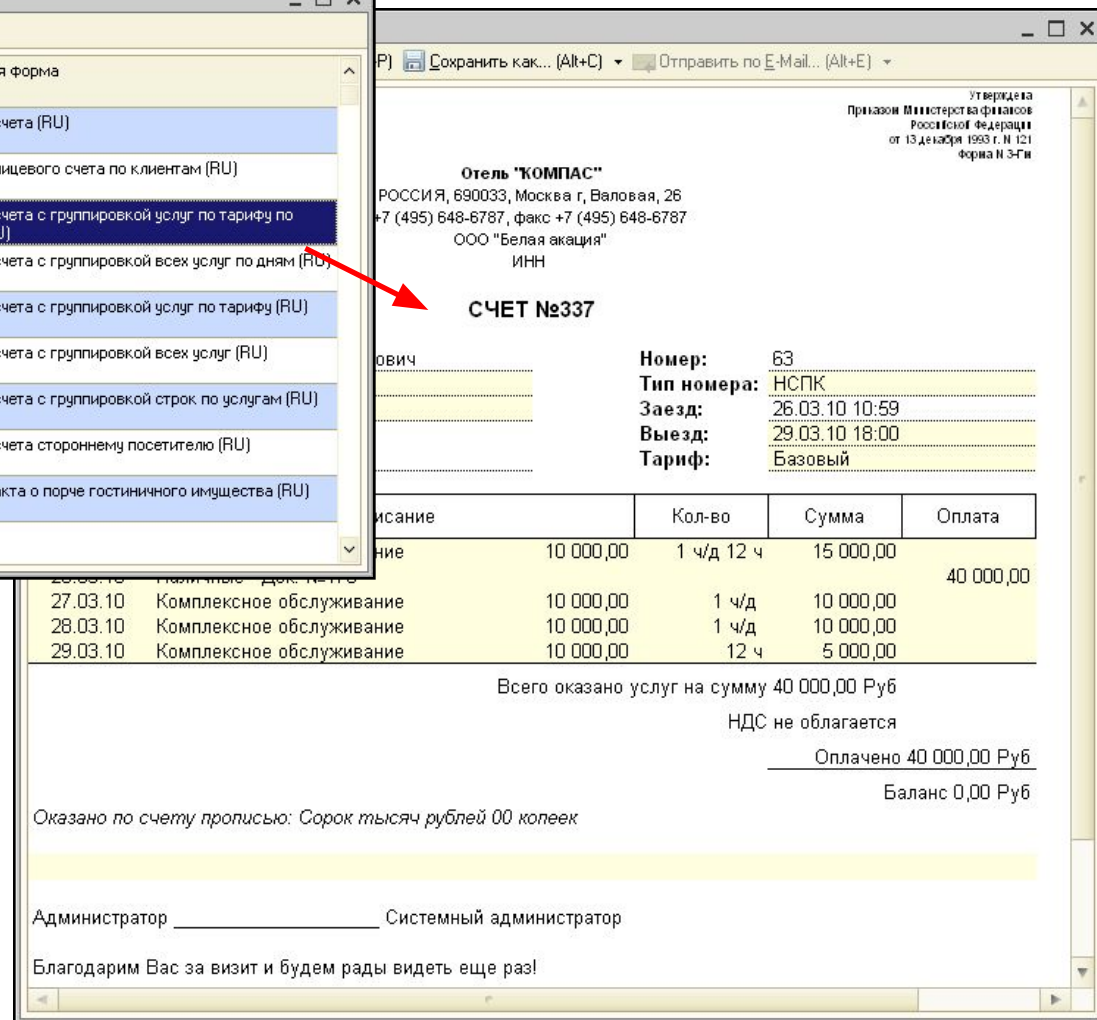 я форма
счета (RU)
лицевого счета по клиентам (RU)
счета с группировкой услуг по тарифу по
U)
счета с группировкой всех услуг по дням (RU)
счета с группировкой услуг по тарифу (RU)
счета с группировкой всех услуг (RU)
счета с группировкой строк по услугам (RU)
счета стороннему посетителю (RU)
акта о порче гостиничного имущества (RU)
P) Сохранить как... (Alt+C) Отправить по E-Mail... (Alt+E)
Утверждена
Приказом Министерства финансов
Российской Федерации
от 13 декабря 1993 г. N 121
Форма N 3-Гм
Отель "КОМПАС"
РОССИЯ, 690033, Москва г, Валовая, 26
+7 (495) 648-6787, факс +7 (495) 648-6787
ООО "Белая акация"
ИНН
СЧЕТ №337
ович Номер: 63
Тип номера: НСПК
Заезд: 26.03.10 10:59
Выезд: 29.03.10 18:00
Тариф: Базовый
исание Кол-во Сумма Оплата
ние 10 000,00 1 ч/д 12 ч 15 000,00
40 000,00
27.03.10 Комплексное обслуживание 10 000,00 1 ч/д 10 000,00
28.03.10 Комплексное обслуживание 10 000,00 1 ч/д 10 000,00
29.03.10 Комплексное обслуживание 10 000,00 12 ч 5 000,00
Всего оказано услуг на сумму 40 000,00 Руб
НДС не облагается
Оплачено 40 000,00 Руб
Баланс 0,00 Руб
Оказано по счету прописью: Сорок тысяч рублей 00 копеек
Администратор Системный администратор
Благодарим Вас за визит и будем рады видеть еще раз!